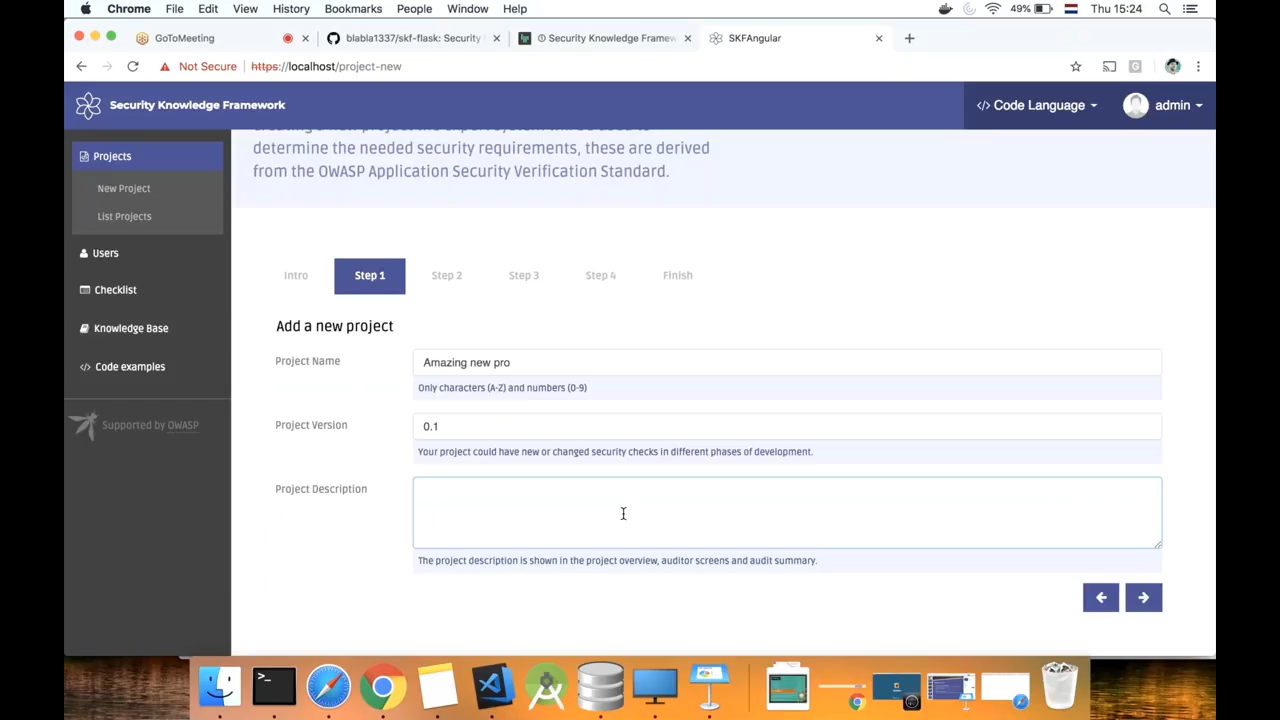 Chrome File Edit View History Bookmarks People Window Help 49% Thu 15:24
GoToMeeting blabla1337/skf-flask: Security Security Knowledge Framew SKFAngular
Not Secure https://localhost/project-new
Security Knowledge Framework </> Code Language admin
determine the needed security requirements, these are derived
from the OWASP Application Security Verification Standard.
Projects
New Project
List Projects
Users
Checklist
Knowledge Base
</> Code examples
Supported by OWASP
Intro Step 1 Step 2 Step 3 Step 4 Finish
Add a new project
Project Name Amazing new pro
Only characters (A-Z) and numbers (0-9)
Project Version 0.1
Your project could have new or changed security checks in different phases of development.
Project Description
The project description is shown in the project overview, auditor screens and audit summary.